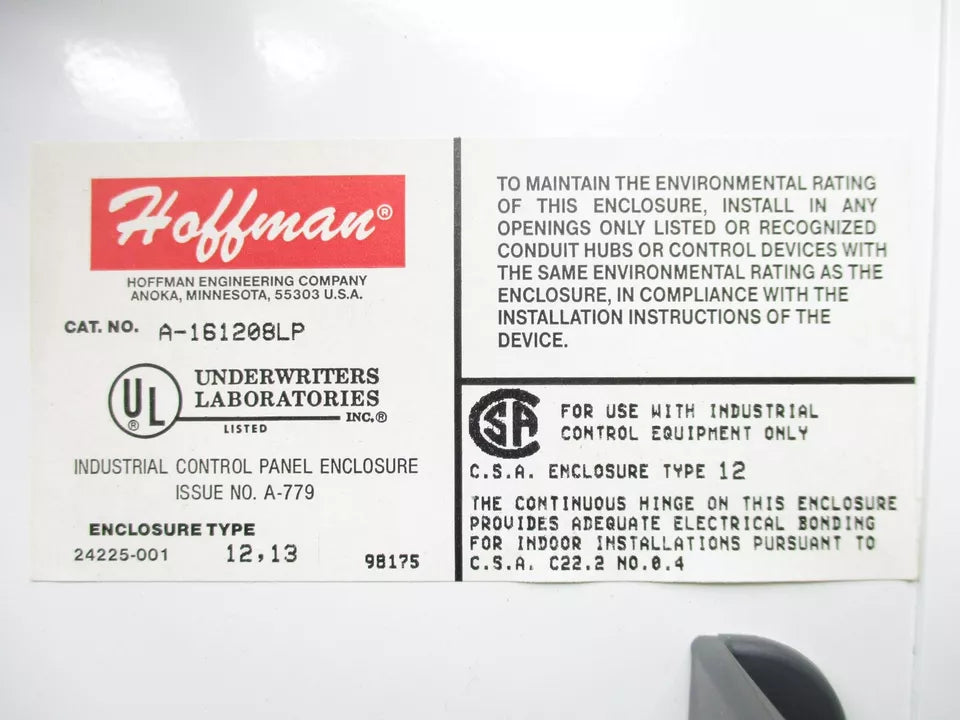 Hoffman®
HOFFMAN ENGINEERING COMPANY
ANOKA, MINNESOTA, 55303 U.S.A.
CAT. NO. A-161208LP
UL®
UNDERWRITERS
LABORATORIES
INC.®
LISTED
INDUSTRIAL CONTROL PANEL ENCLOSURE
ISSUE NO. A-779
ENCLOSURE TYPE
24225-001 12,13 98175
TO MAINTAIN THE ENVIRONMENTAL RATING
OF THIS ENCLOSURE, INSTALL IN ANY
OPENINGS ONLY LISTED OR RECOGNIZED
CONDUIT HUBS OR CONTROL DEVICES WITH
THE SAME ENVIRONMENTAL RATING AS THE
ENCLOSURE, IN COMPLIANCE WITH THE
INSTALLATION INSTRUCTIONS OF THE
DEVICE.
CSA
FOR USE WITH INDUSTRIAL
CONTROL EQUIPMENT ONLY
C.S.A. ENCLOSURE TYPE 12
THE CONTINUOUS HINGE ON THIS ENCLOSURE
PROVIDES ADEQUATE ELECTRICAL BONDING
FOR INDOOR INSTALLATIONS PURSUANT TO
C.S.A. C22.2 NO.0.4